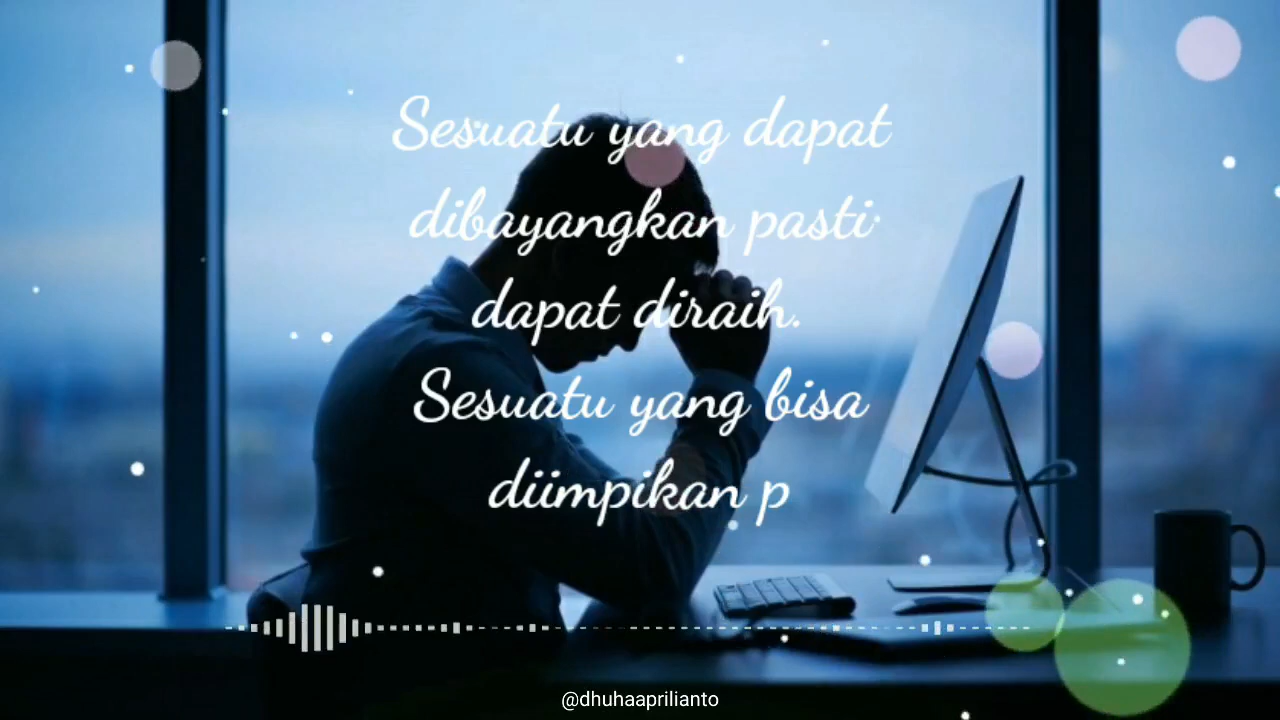 Sesuatu yang dapat
dibayangkan pasti
dapat diraih.
Sesuatu yang bisa
diimpikan p
@dhuhaaprilianto